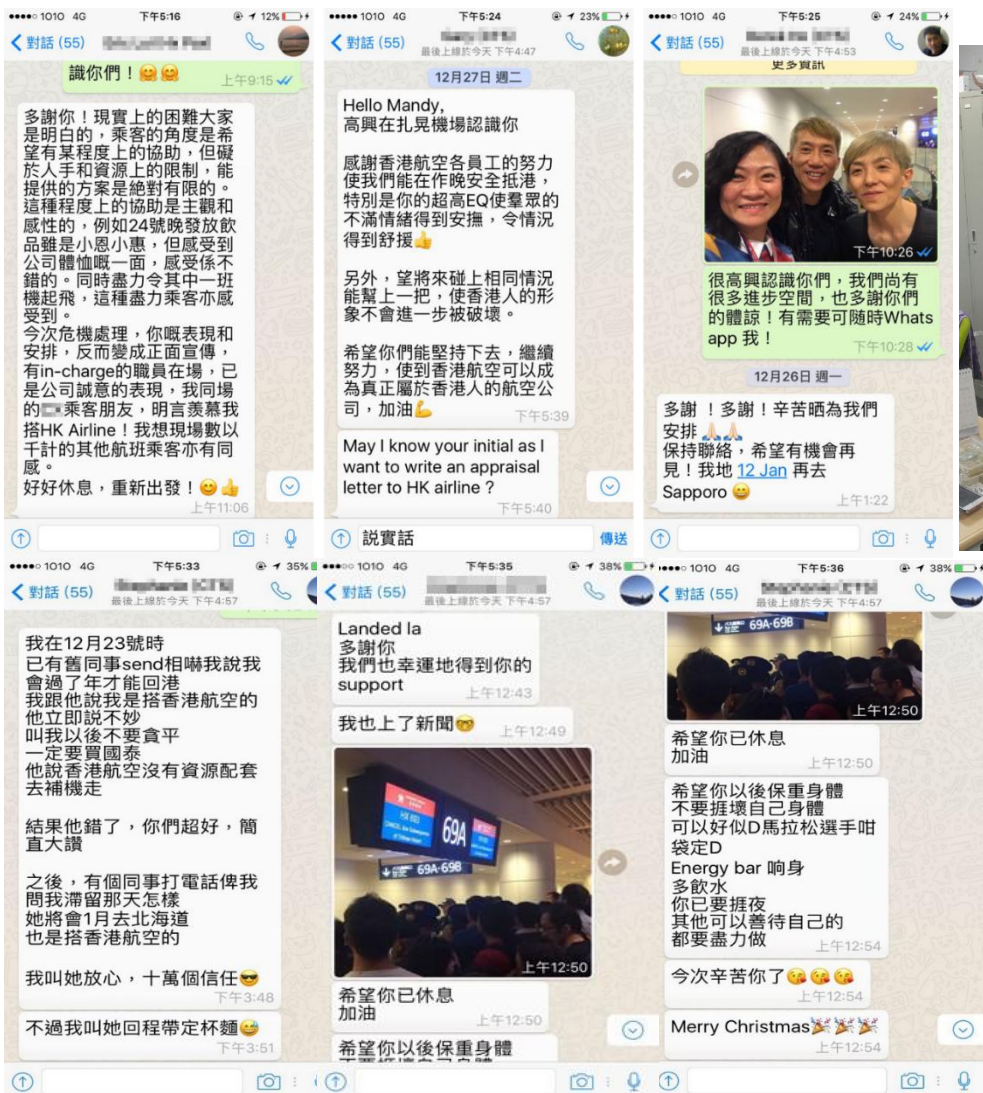 1010 4G 下午5:16 12%
對話 (55)
識你們！🤗🤗
上午9:15
多謝你！現實上的困難大家
是明白的，乘客的角度是希
望有某程度上的協助，但礙
於人手和資源上的限制，能
提供的方案是絶對有限的。
這種程度上的協助是主觀和
感性的，例如24號晚發放飲
品雖是小恩小惠，但感受到
公司體恤嘅一面，感受係不
錯的。同時盡力令其中一班
機起飛，這種盡力乘客亦感
受到。
今次危機處理，你嘅表現和
安排，反而變成正面宣傳，
有in-charge的職員在場，已
是公司誠意的表現，我同場
的乘客朋友，明言羨慕我
搭HK Airline！我想現場數以
千計的其他航班乘客亦有同
感。
好好休息，重新出發！😊👍
上午11:06
1010 4G 下午5:24 23%
對話 (55)
最後上線於今天 下午4:47
12月27日 週二
Hello Mandy,
高興在扎晃機場認識你
感謝香港航空各員工的努力
使我們能在作晚安全抵港，
特別是你的超高EQ使羣眾的
不滿情緒得到安撫，令情況
得到舒援👍
另外，望將來碰上相同情況
能幫上一把，使香港人的形
象不會進一步被破壞。
希望你們能堅持下去，繼續
努力，使到香港航空可以成
為真正屬於香港人的航空公
司，加油💪
下午5:39
May I know your initial as I
want to write an appraisal
letter to HK airline ?
下午5:40
説實話
傳送
1010 4G 下午5:25 24%
對話 (55)
最後上線於今天 下午4:53
更多資訊
下午10:26
很高興認識你們，我們尚有
很多進步空間，也多謝你們
的體諒！有需要可隨時Whats
app 我！
下午10:28
12月26日 週一
多謝 ！多謝！辛苦晒為我們
安排🙏🏻🙏🏻
保持聯絡，希望有機會再
見！我地 12 Jan 再去
Sapporo 😄
上午1:22
1010 4G 下午5:33 35%
對話 (55)
最後上線於今天 下午4:57
我在12月23號時
已有舊同事send相嚇我說我
會過了年才能回港
我跟他說我是搭香港航空的
他立即説不妙
叫我以後不要貪平
一定要買國泰
他說香港航空沒有資源配套
去補機走
結果他錯了，你們超好，簡
直大讚
之後，有個同事打電話俾我
問我滯留那天怎樣
她將會1月去北海道
也是搭香港航空的
我叫她放心，十萬個信任😎
下午3:48
不過我叫她回程帶定杯麵😅
下午3:51
1010 4G 下午5:35 38%
對話 (55)
最後上線於今天 下午4:57
Landed la
多謝你
我們也幸運地得到你的
support
上午12:43
我也上了新聞🤓
上午12:49
69A
69A-69B
上午12:50
希望你已休息
加油
上午12:50
希望你以後保重身體
1010 4G 下午5:36 38%
對話 (55)
最後上線於今天 下午4:57
69A-69B
上午12:50
希望你已休息
加油
上午12:50
希望你以後保重身體
不要捱壞自己身體
可以好似D馬拉松選手咁
袋定D
Energy bar 响身
多飲水
你已要捱夜
其他可以善待自己的
都要盡力做
上午12:54
今次辛苦你了😘😘😘
上午12:54
Merry Christmas🎉🎉🎉
上午12:54